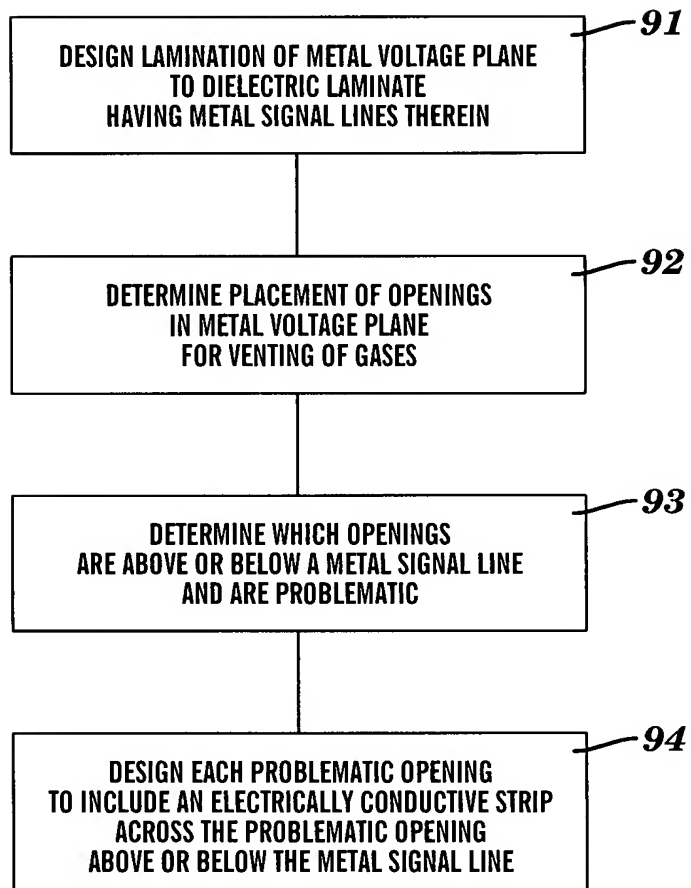 91
DESIGN LAMINATION OF METAL VOLTAGE PLANE
TO DIELECTRIC LAMINATE
HAVING METAL SIGNAL LINES THEREIN
92
DETERMINE PLACEMENT OF OPENINGS
IN METAL VOLTAGE PLANE
FOR VENTING OF GASES
93
DETERMINE WHICH OPENINGS
ARE ABOVE OR BELOW A METAL SIGNAL LINE
AND ARE PROBLEMATIC
94
DESIGN EACH PROBLEMATIC OPENING
TO INCLUDE AN ELECTRICALLY CONDUCTIVE STRIP
ACROSS THE PROBLEMATIC OPENING
ABOVE OR BELOW THE METAL SIGNAL LINE